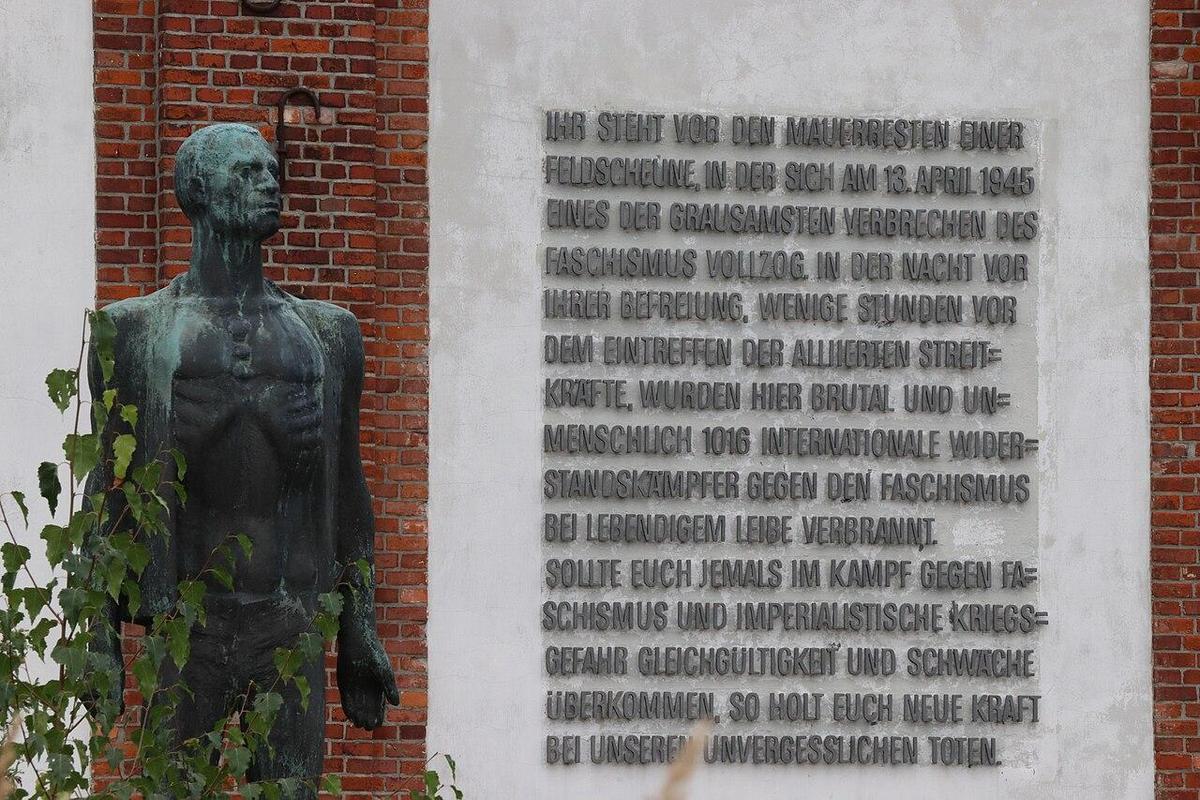 IHR STEHT VOR DEN MAUERRESTEN EINER
FELDSCHEUNE, IN DER SICH AM 13. APRIL 1945
EINES DER GRAUSAMSTEN VERBRECHEN DES
FASCHISMUS VOLLZOG. IN DER NACHT VOR
IHRER BEFREIUNG, WENIGE STUNDEN VOR
DEM EINTREFFEN DER ALLIIERTEN STREIT=
KRÄFTE, WURDEN HIER BRUTAL UND UN=
MENSCHLICH 1016 INTERNATIONALE WIDER=
STANDSKÄMPFER GEGEN DEN FASCHISMUS
BEI LEBENDIGEM LEIBE VERBRANNT.
SOLLTE EUCH JEMALS IM KAMPF GEGEN FA=
SCHISMUS UND IMPERIALISTISCHE KRIEGS=
GEFAHR GLEICHGÜLTIGKEIT UND SCHWÄCHE
ÜBERKOMMEN, SO HOLT EUCH NEUE KRAFT
BEI UNSEREN UNVERGESSLICHEN TOTEN.